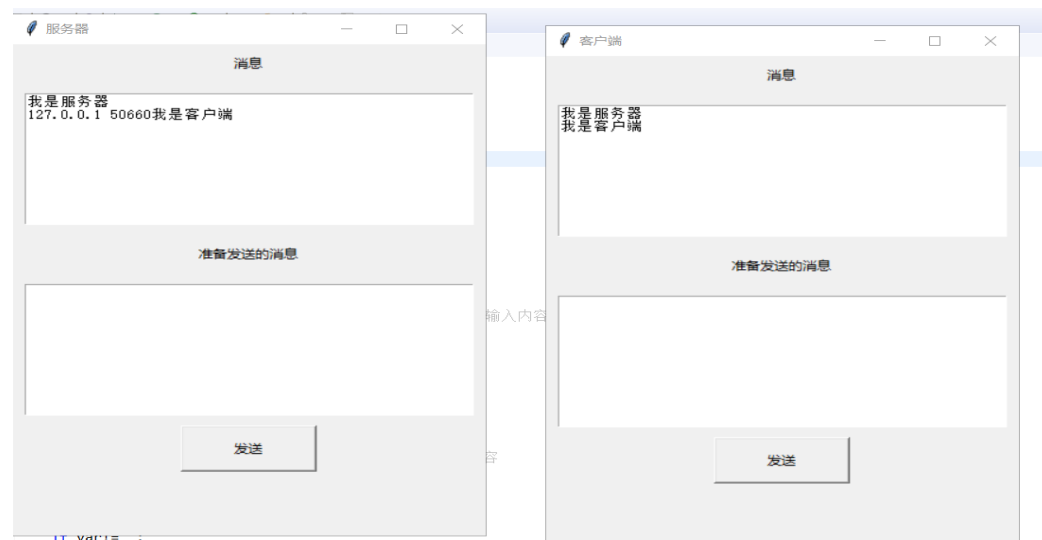 服务器
消息
我是服务器
127.0.0.1 50660我是客户端
准备发送的消息
发送
客户端
消息
我是服务器
我是客户端
准备发送的消息
发送
输入内容
容